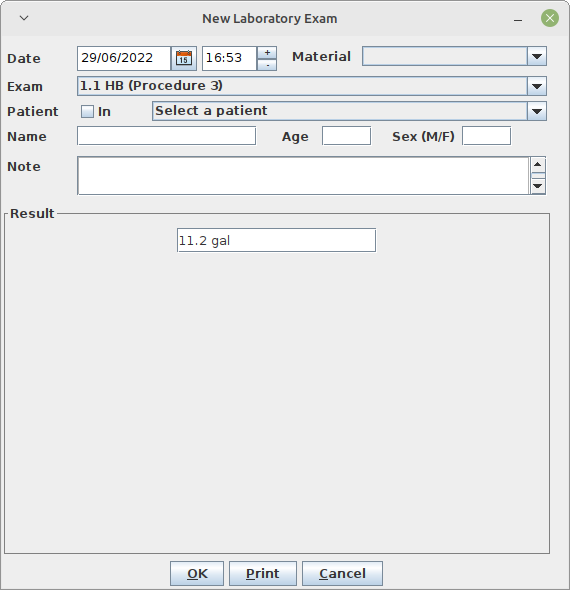 New Laboratory Exam
Date 29/06/2022 15 16:53 + - Material
Exam 1.1 HB (Procedure 3)
Patient In Select a patient
Name Age Sex (M/F)
Note
Result
11.2 gal
OK Print Cancel